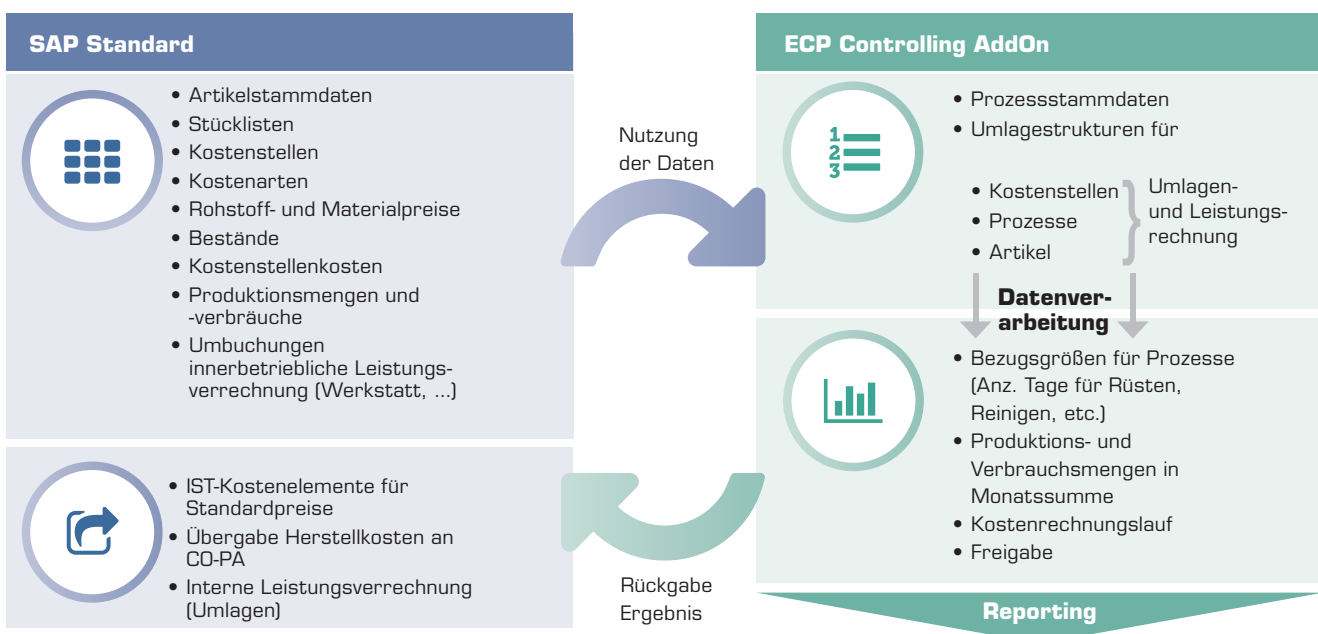 SAP Standard
• Artikelstammdaten
• Stücklisten
• Kostenstellen
• Kostenarten
• Rohstoff- und Materialpreise
• Bestände
• Kostenstellenkosten
• Produktionsmengen und
-verbräuche
• Umbuchungen
innerbetriebliche Leistungs-
verrechnung (Werkstatt, ...)
• IST-Kostenelemente für
Standardpreise
• Übergabe Herstellkosten an
CO-PA
• Interne Leistungsverrechnung
(Umlagen)
Nutzung
der Daten
Rückgabe
Ergebnis
ECP Controlling AddOn
1
2
3
• Prozessstammdaten
• Umlagestrukturen für
• Kostenstellen
• Prozesse
• Artikel
Umlagen-
und Leistungs-
rechnung
Datenver-
arbeitung
• Bezugsgrößen für Prozesse
(Anz. Tage für Rüsten,
Reinigen, etc.)
• Produktions- und
Verbrauchsmengen in
Monatssumme
• Kostenrechnungslauf
• Freigabe
Reporting